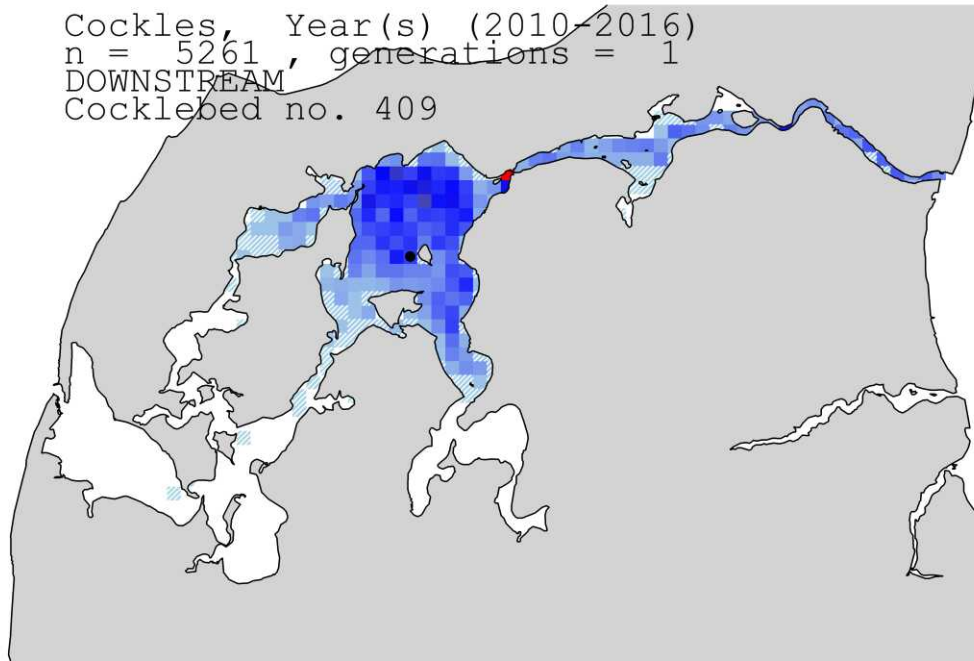 Cockles, Year(s) (2010-2016)
n = 5261 , generations = 1
DOWNSTREAM
Cocklebed no. 409